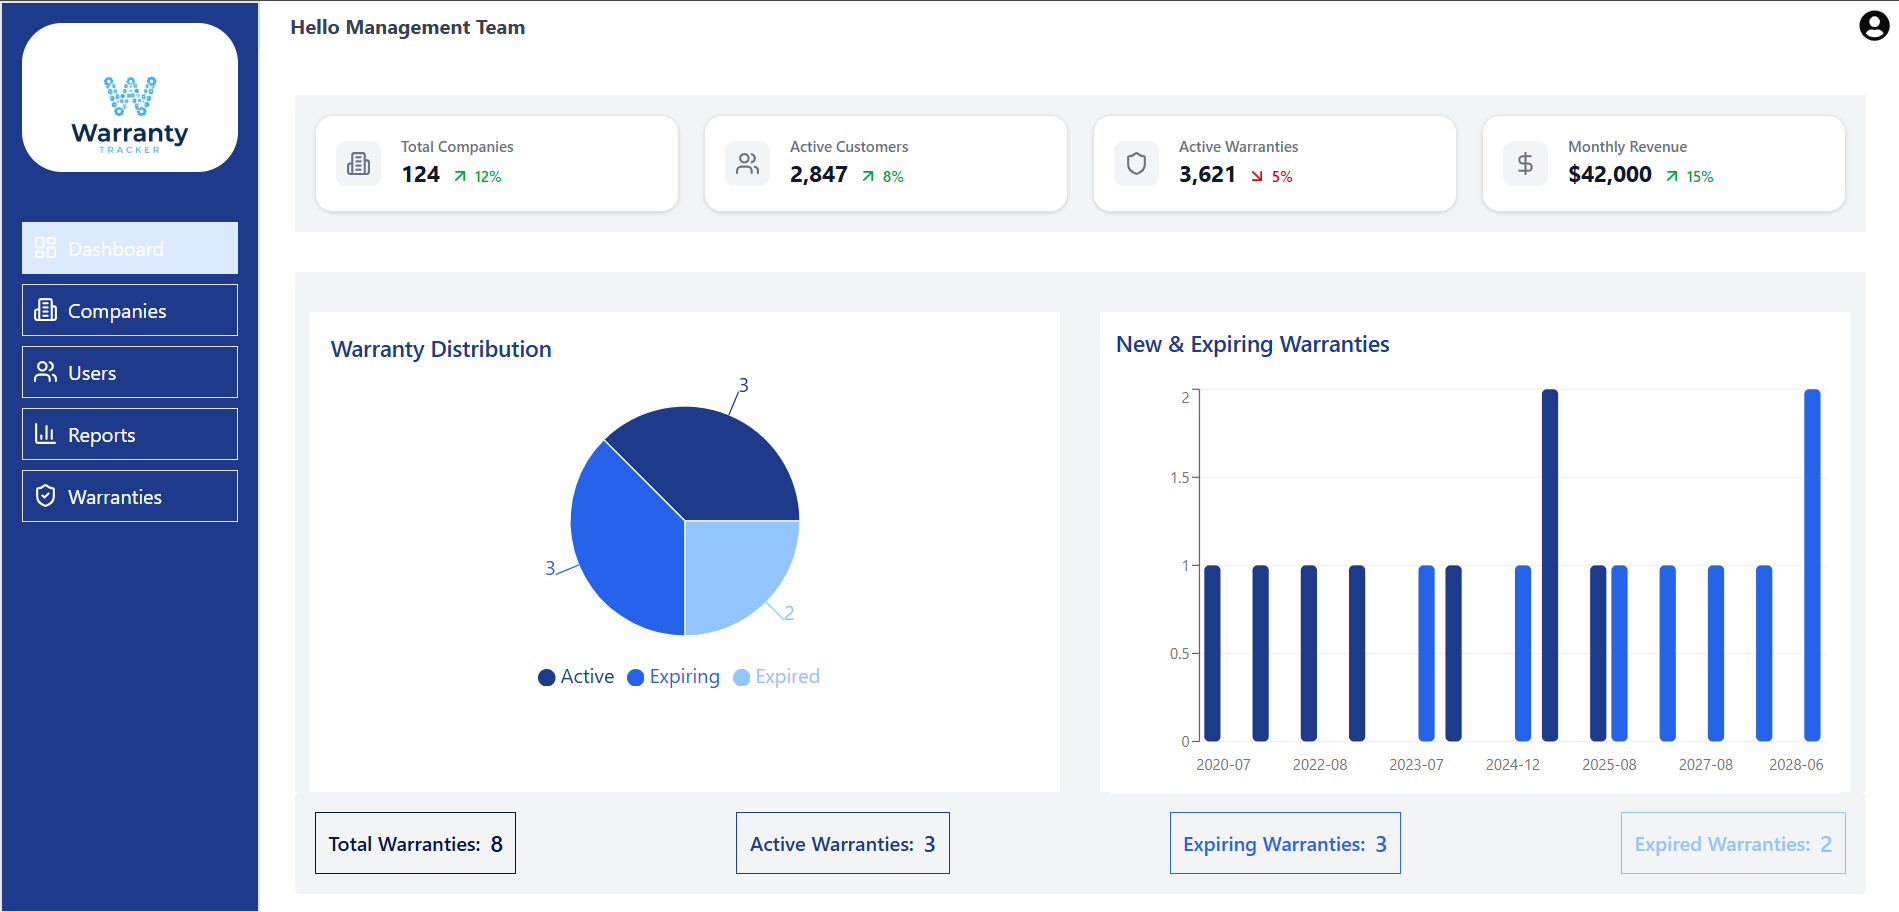 Hello Management Team
W
Warranty
TRACKER
Dashboard
Companies
Users
Reports
Warranties
Total Companies
124 12%
Active Customers
2,847 8%
Active Warranties
3,621 5%
Monthly Revenue
$42,000 15%
Warranty Distribution
3
3
2
Active Expiring Expired
New & Expiring Warranties
2
1.5
1
0.5
0
2020-07 2022-08 2023-07 2024-12 2025-08 2027-08 2028-06
Total Warranties: 8
Active Warranties: 3
Expiring Warranties: 3
Expired Warranties: 2